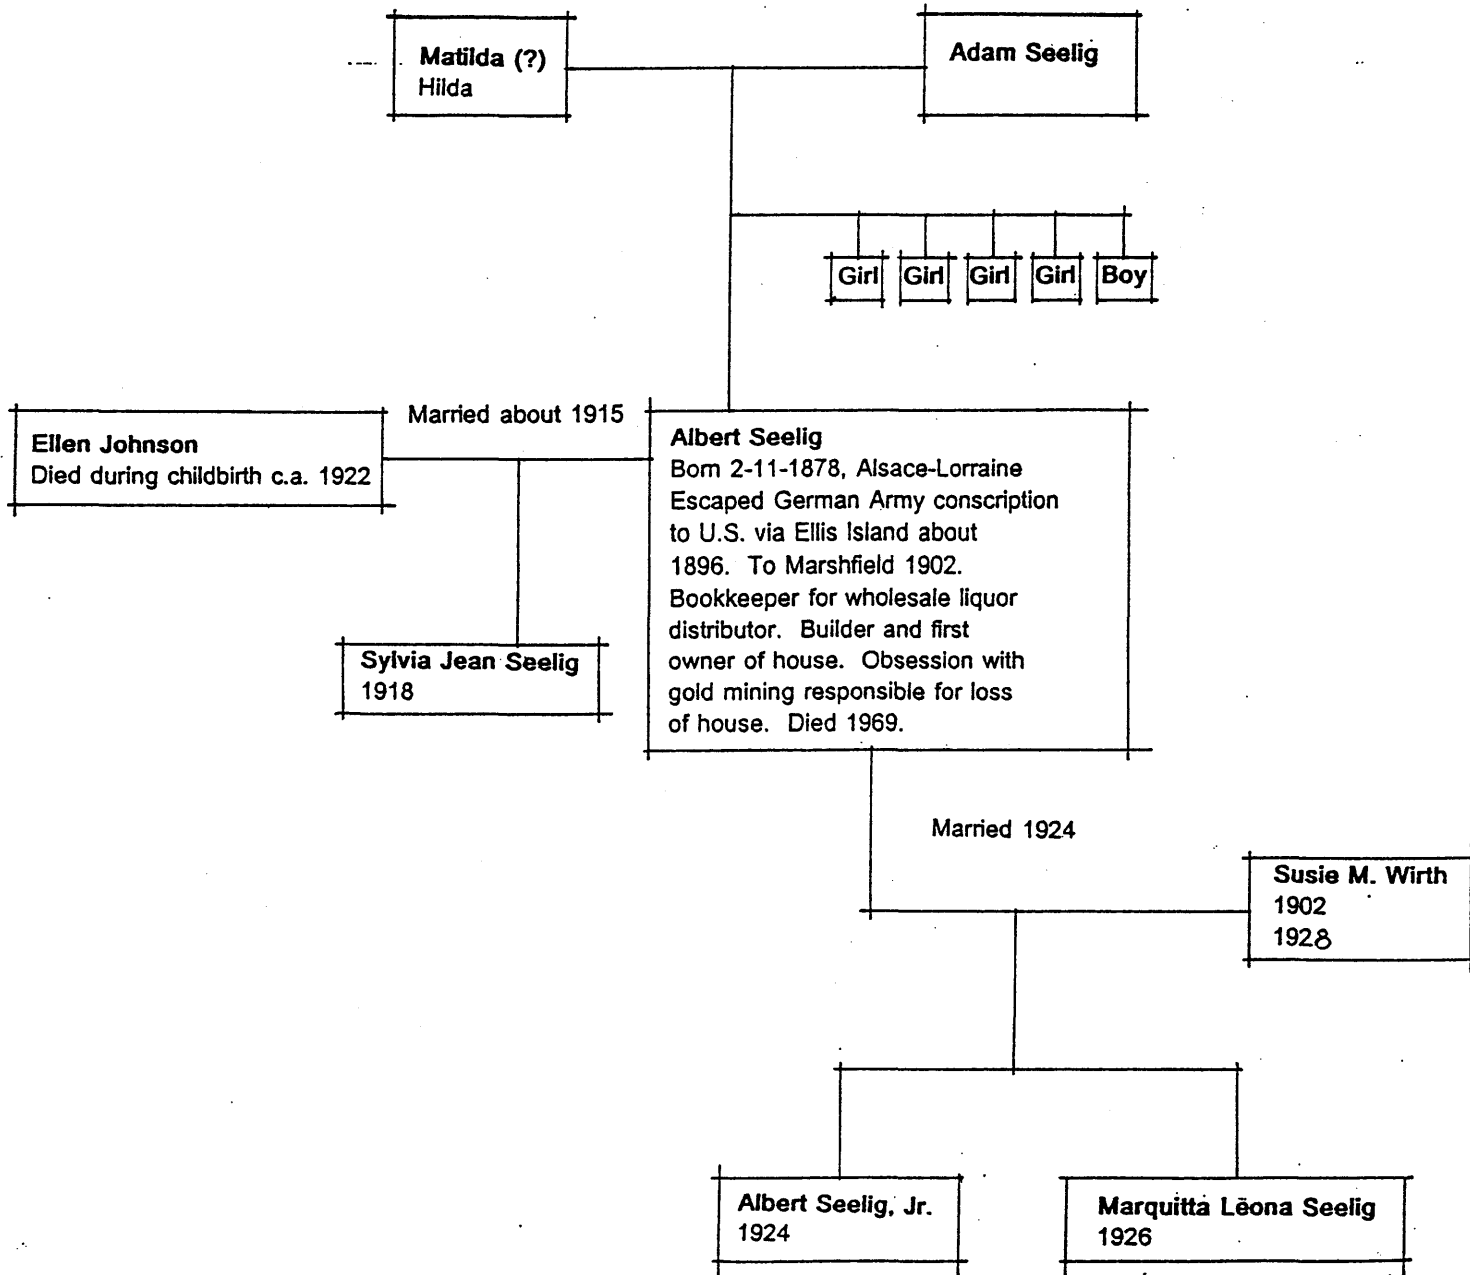 Matilda (?)
Hilda
Adam Seelig
Girl Girl Girl Girl Boy
Married about 1915
Ellen Johnson
Died during childbirth c.a. 1922
Albert Seelig
Born 2-11-1878, Alsace-Lorraine
Escaped German Army conscription
to U.S. via Ellis Island about
1896. To Marshfield 1902.
Bookkeeper for wholesale liquor
distributor. Builder and first
owner of house. Obsession with
gold mining responsible for loss
of house. Died 1969.
Sylvia Jean Seelig
1918
Married 1924
Susie M. Wirth
1902
1928
Albert Seelig, Jr.
1924
Marquitta Leona Seelig
1926